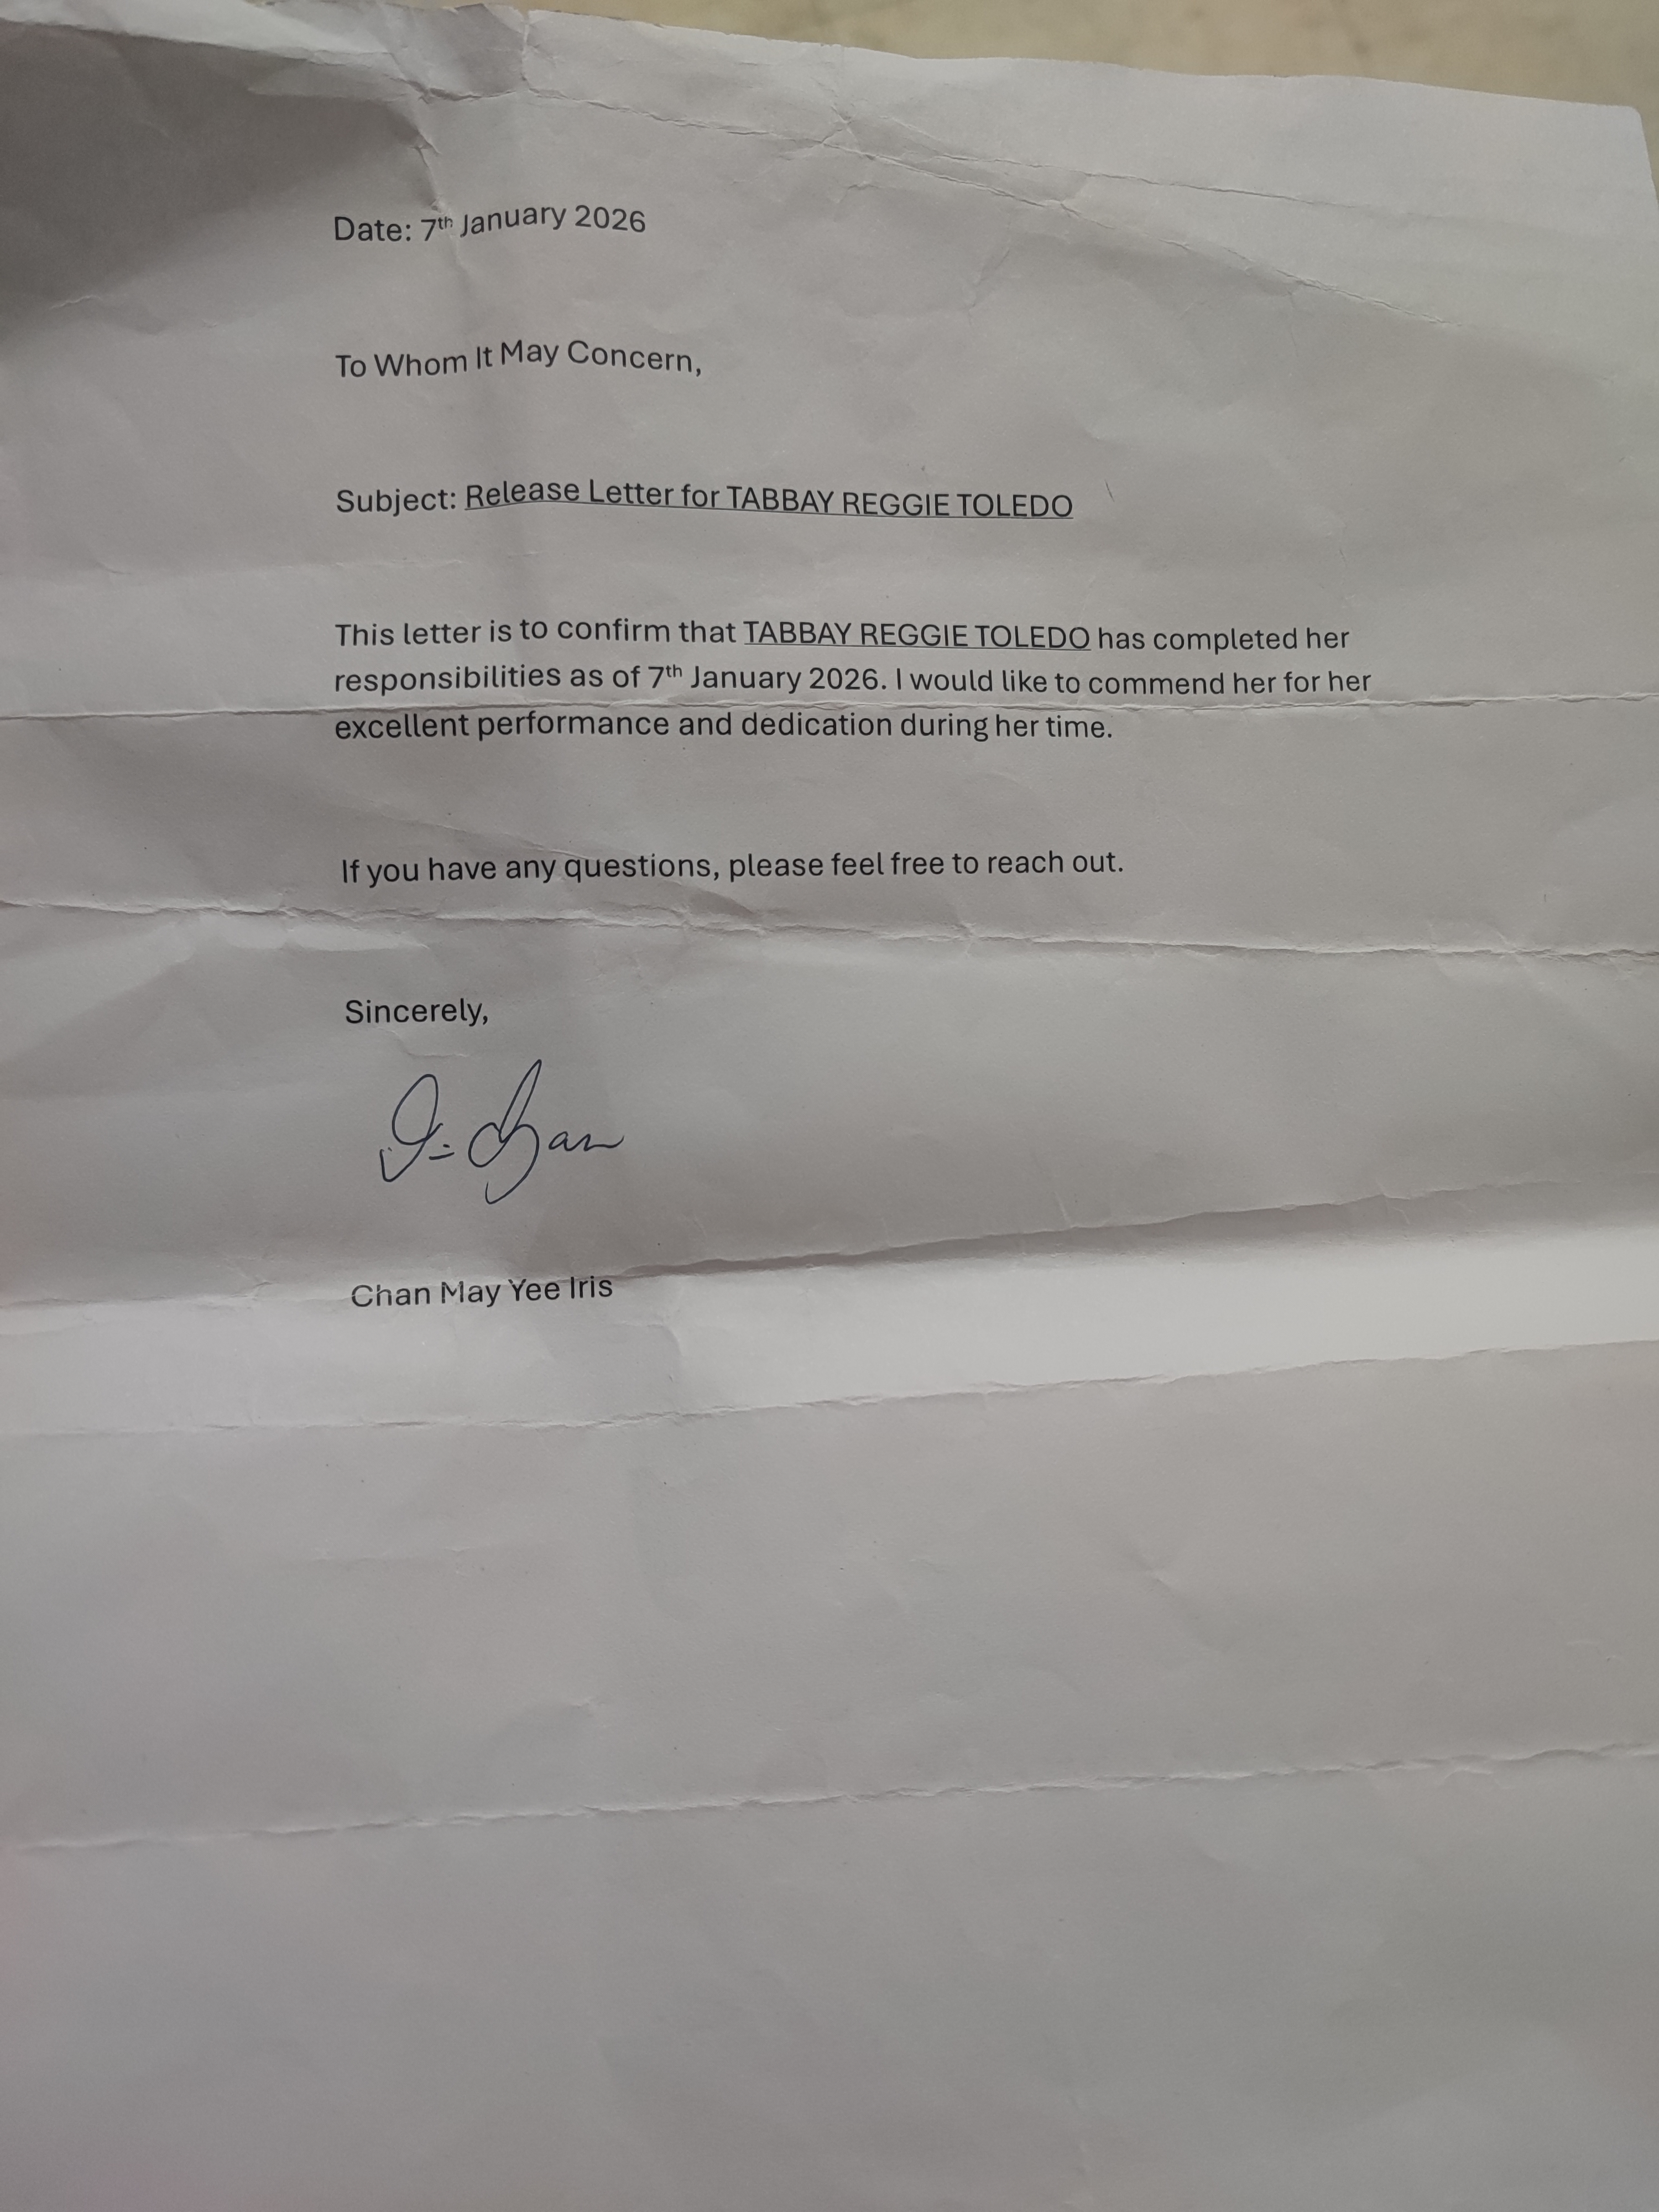 Date: 7th January 2026
To Whom It May Concern,
Subject: Release Letter for TABBAY REGGIE TOLEDO
This letter is to confirm that TABBAY REGGIE TOLEDO has completed her
responsibilities as of 7th January 2026. I would like to commend her for her
excellent performance and dedication during her time.
If you have any questions, please feel free to reach out.
Sincerely,
Chan May Yee Iris